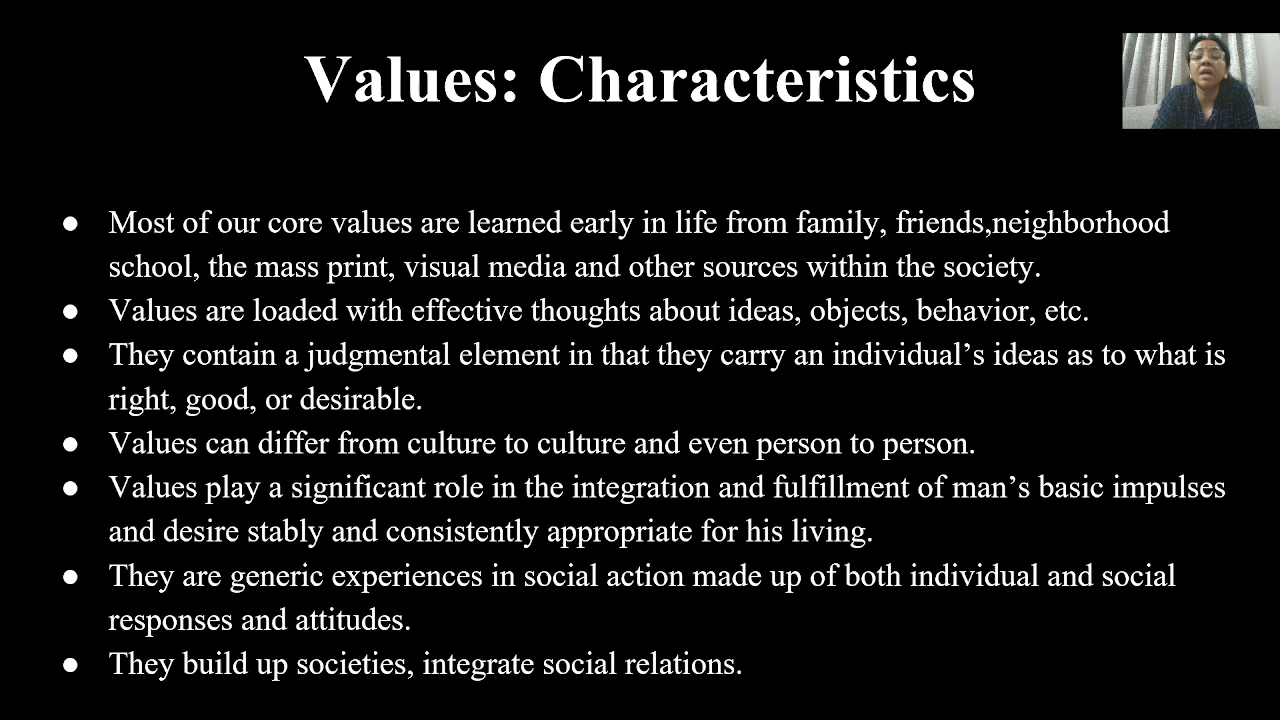 Values: Characteristics
● Most of our core values are learned early in life from family, friends,neighborhood
school, the mass print, visual media and other sources within the society.
● Values are loaded with effective thoughts about ideas, objects, behavior, etc.
● They contain a judgmental element in that they carry an individual’s ideas as to what is
right, good, or desirable.
● Values can differ from culture to culture and even person to person.
● Values play a significant role in the integration and fulfillment of man’s basic impulses
and desire stably and consistently appropriate for his living.
● They are generic experiences in social action made up of both individual and social
responses and attitudes.
● They build up societies, integrate social relations.